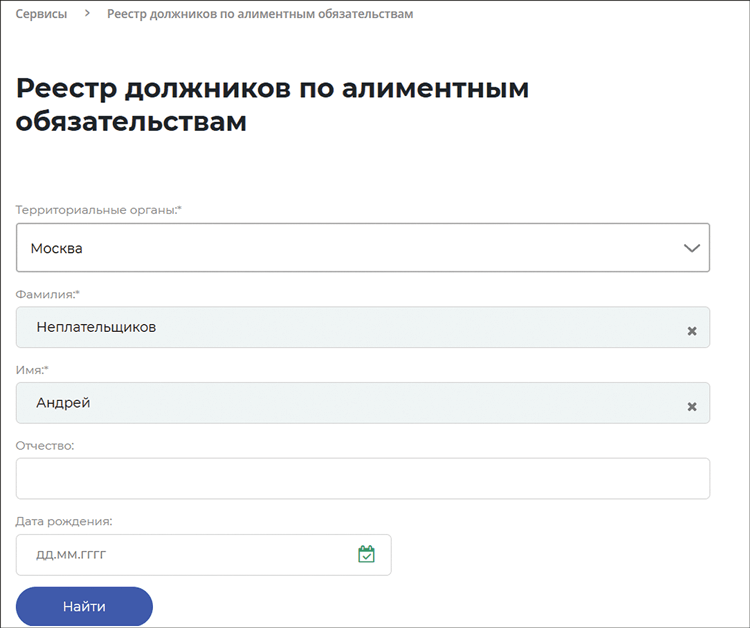 Сервисы > Реестр должников по алиментным обязательствам
Реестр должников по алиментным
обязательствам
Территориальные органы:*
Москва
Фамилия:*
Неплательщиков
Имя:*
Андрей
Отчество:
Дата рождения:
дд.мм.гггг
Найти